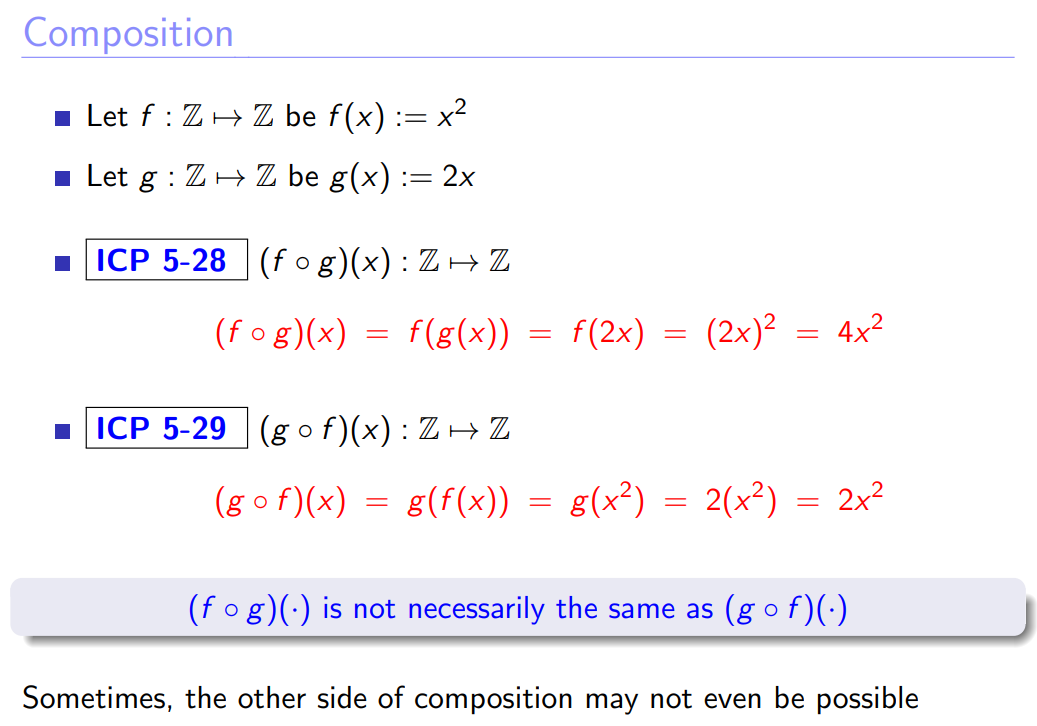 Composition
Let f : ℤ ↦ ℤ be f(x) := x²
Let g : ℤ ↦ ℤ be g(x) := 2x
ICP 5-28 (f ∘ g)(x) : ℤ ↦ ℤ
(f ∘ g)(x) = f(g(x)) = f(2x) = (2x)² = 4x²
ICP 5-29 (g ∘ f)(x) : ℤ ↦ ℤ
(g ∘ f)(x) = g(f(x)) = g(x²) = 2(x²) = 2x²
(f ∘ g)(·) is not necessarily the same as (g ∘ f)(·)
Sometimes, the other side of composition may not even be possible